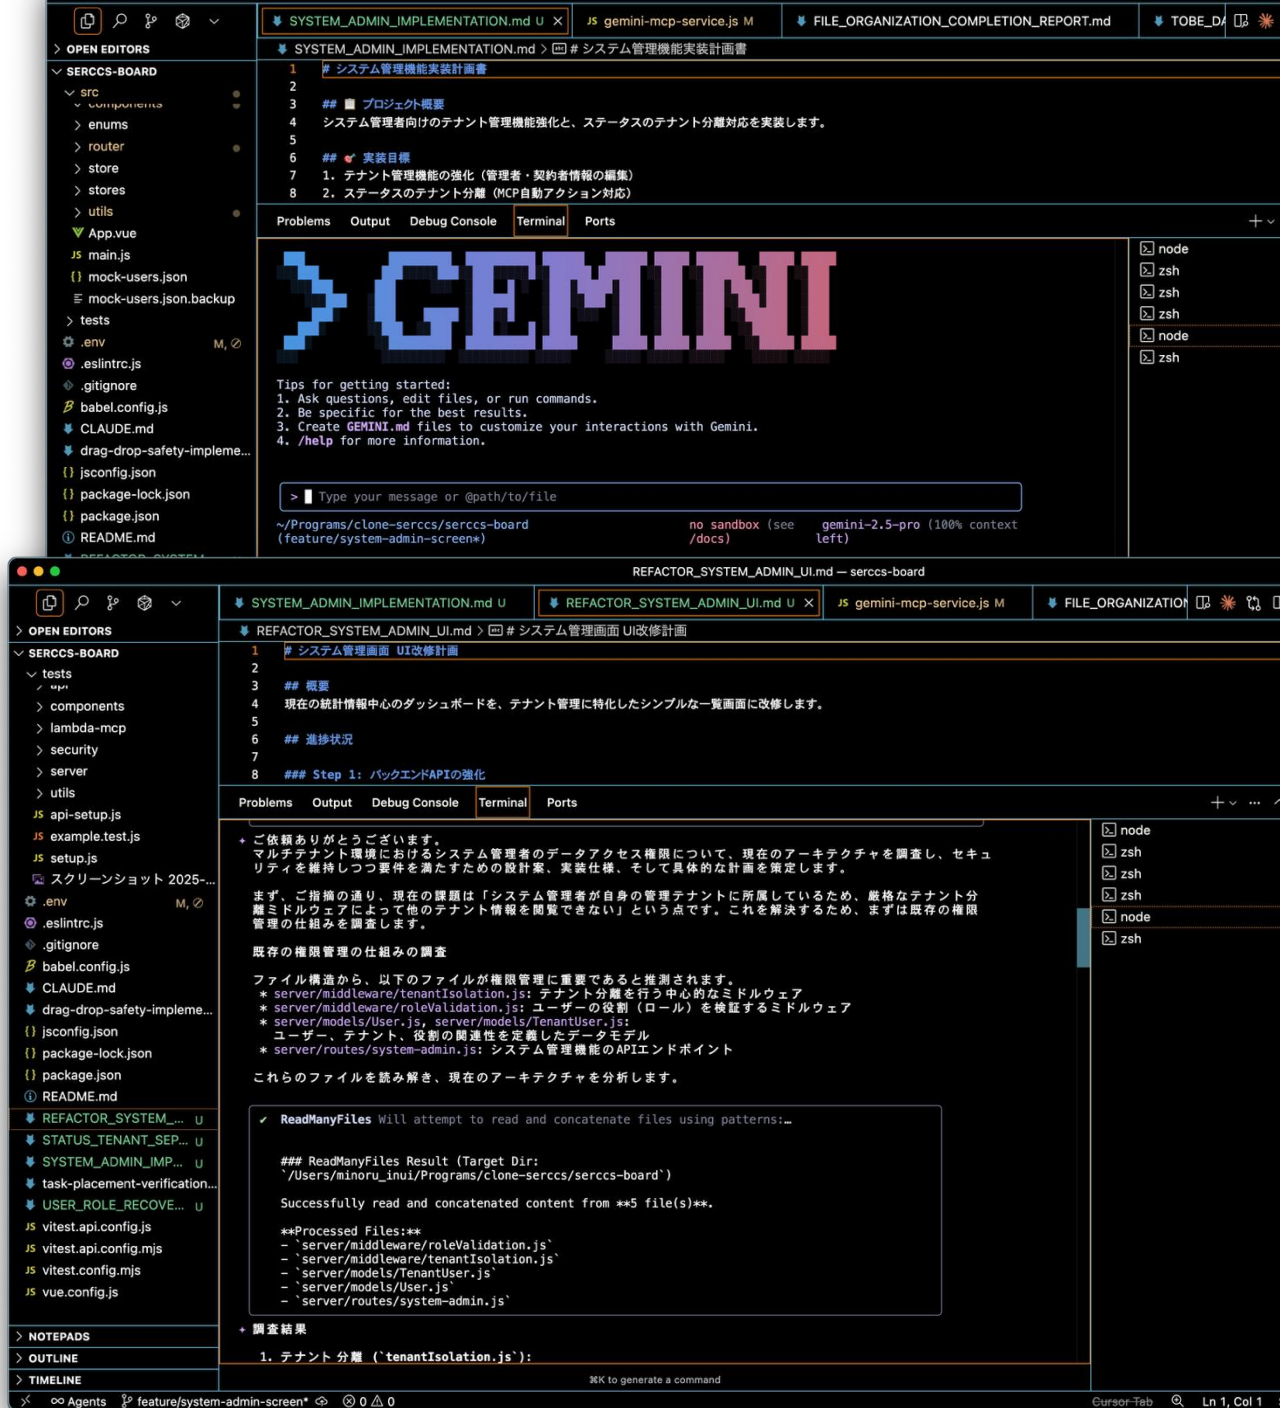 SYSTEM_ADMIN_IMPLEMENTATION.md U
JS gemini-mcp-service.js M
FILE_ORGANIZATION_COMPLETION_REPORT.md
TOBE_DA
OPEN EDITORS
SYSTEM_ADMIN_IMPLEMENTATION.md > # システム管理機能実装計画書
SERCCS-BOARD
src
components
enums
router
store
stores
utils
App.vue
JS main.js
{} mock-users.json
mock-users.json.backup
tests
.env M,
.eslintrc.js
.gitignore
babel.config.js
CLAUDE.md
drag-drop-safety-impleme...
{} jsconfig.json
{} package-lock.json
{} package.json
README.md
REFACTOR_SYSTEM
1 # システム管理機能実装計画書
2
3 ## 📋 プロジェクト概要
4 システム管理者向けのテナント管理機能強化と、ステータスのテナント分離対応を実装します。
5
6 ## 🎯 実装目標
7 1. テナント管理機能の強化（管理者・契約者情報の編集）
8 2. ステータスのテナント分離（MCP自動アクション対応）
Problems Output Debug Console Terminal Ports
> GEMINI
Tips for getting started:
1. Ask questions, edit files, or run commands.
2. Be specific for the best results.
3. Create GEMINI.md files to customize your interactions with Gemini.
4. /help for more information.
> Type your message or @path/to/file
~/Programs/clone-serccs/serccs-board
(feature/system-admin-screen*)
no sandbox (see
/docs)
gemini-2.5-pro (100% context
left)
node
zsh
zsh
zsh
node
zsh
REFACTOR_SYSTEM_ADMIN_UI.md — serccs-board
SYSTEM_ADMIN_IMPLEMENTATION.md U
REFACTOR_SYSTEM_ADMIN_UI.md U
JS gemini-mcp-service.js M
FILE_ORGANIZATION
OPEN EDITORS
REFACTOR_SYSTEM_ADMIN_UI.md > # システム管理画面 UI改修計画
SERCCS-BOARD
tests
api
components
lambda-mcp
security
server
utils
JS api-setup.js
JS example.test.js
JS setup.js
スクリーンショット 2025-...
.env M,
.eslintrc.js
.gitignore
babel.config.js
CLAUDE.md
drag-drop-safety-impleme...
{} jsconfig.json
{} package-lock.json
{} package.json
README.md
REFACTOR_SYSTEM_... U
STATUS_TENANT_SEP... U
SYSTEM_ADMIN_IMP... U
task-placement-verification...
USER_ROLE_RECOVE... U
JS vitest.api.config.js
JS vitest.api.config.mjs
JS vitest.config.mjs
JS vue.config.js
NOTEPADS
OUTLINE
TIMELINE
1 # システム管理画面 UI改修計画
2
3 ## 概要
4 現在の統計情報中心のダッシュボードを、テナント管理に特化したシンプルな一覧画面に改修します。
5
6 ## 進捗状況
7
8 ### Step 1: バックエンドAPIの強化
Problems Output Debug Console Terminal Ports
✦ ご依頼ありがとうございます。
マルチテナント環境におけるシステム管理者のデータアクセス権限について、現在のアーキテクチャを調査し、セキュ
リティを維持しつつ要件を満たすための設計案、実装仕様、そして具体的な計画を策定します。
まず、ご指摘の通り、現在の課題は「システム管理者が自身の管理テナントに所属しているため、厳格なテナント分
離ミドルウェアによって他のテナント情報を閲覧できない」という点です。これを解決するため、まずは既存の権限
管理の仕組みを調査します。
既存の権限管理の仕組みの調査
ファイル構造から、以下のファイルが権限管理に重要であると推測されます。
* server/middleware/tenantIsolation.js: テナント分離を行う中心的なミドルウェア
* server/middleware/roleValidation.js: ユーザーの役割（ロール）を検証するミドルウェア
* server/models/User.js, server/models/TenantUser.js:
ユーザー、テナント、役割の関連性を定義したデータモデル
* server/routes/system-admin.js: システム管理機能のAPIエンドポイント
これらのファイルを読み解き、現在のアーキテクチャを分析します。
✔ ReadManyFiles Will attempt to read and concatenate files using patterns:…
### ReadManyFiles Result (Target Dir:
`/Users/minoru_inui/Programs/clone-serccs/serccs-board`)
Successfully read and concatenated content from **5 file(s)**.
**Processed Files:**
- `server/middleware/roleValidation.js`
- `server/middleware/tenantIsolation.js`
- `server/models/TenantUser.js`
- `server/models/User.js`
- `server/routes/system-admin.js`
✦ 調査結果
1. テナント分離 (`tenantIsolation.js`):
⌘K to generate a command
node
zsh
zsh
zsh
node
zsh
Agents feature/system-admin-screen* 0 0
Cursor Tab Ln 1, Col 1